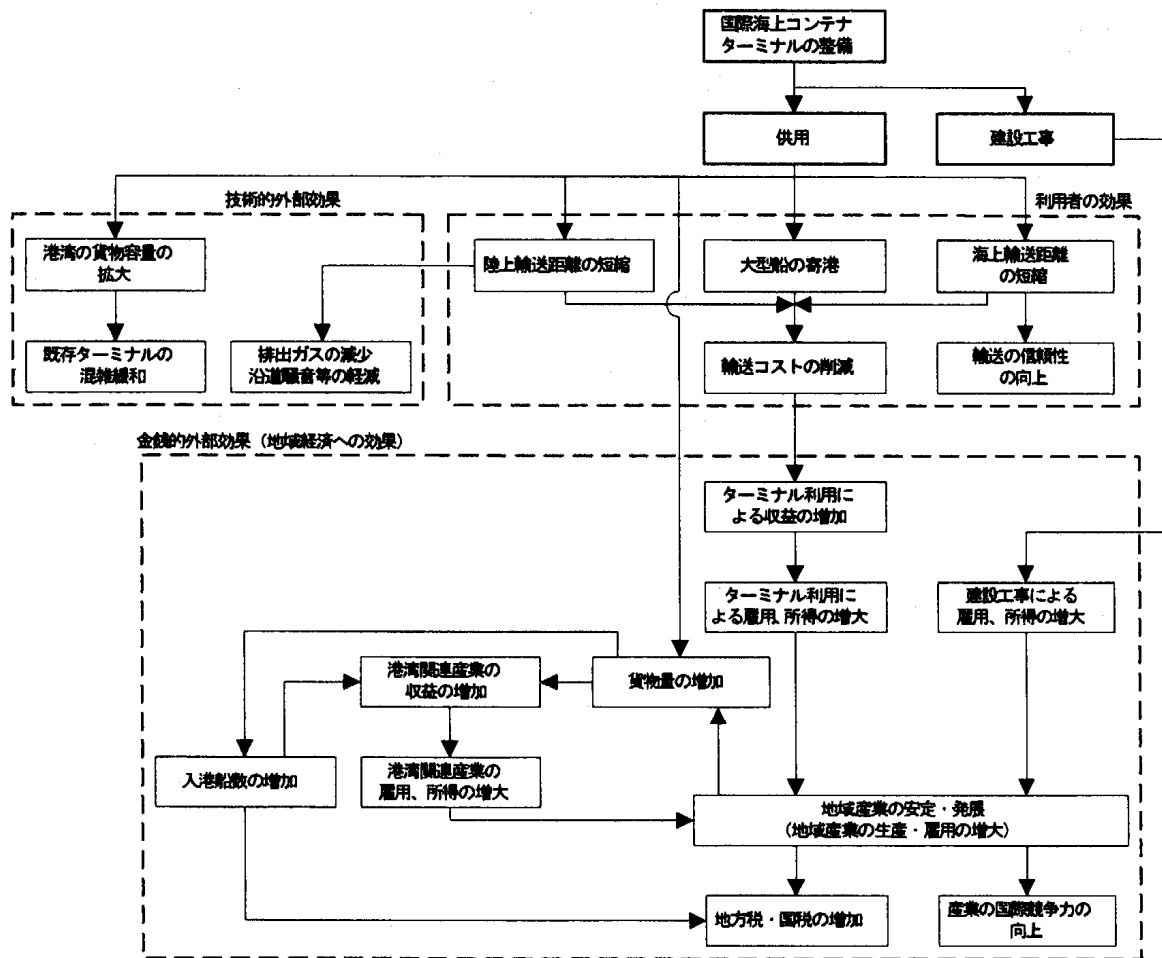 国際海上コンテナ
ターミナルの整備
供用
建設工事
技術的外部効果
利用者の効果
港湾の貨物容量の
拡大
陸上輸送距離の短縮
大型船の寄港
海上輸送距離
の短縮
既存ターミナルの
混雑緩和
排出ガスの減少
沿道騒音等の軽減
輸送コストの削減
輸送の信頼性
の向上
金銭的外部効果（地域経済への効果）
ターミナル利用に
よる収益の増加
ターミナル利用に
よる雇用、所得の増大
建設工事による
雇用、所得の増大
港湾関連産業の
収益の増加
貨物量の増加
入港船数の増加
港湾関連産業の
雇用、所得の増大
地域産業の安定・発展
（地域産業の生産・雇用の増大）
地方税・国税の増加
産業の国際競争力の
向上